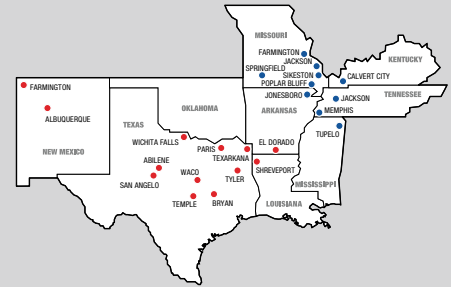 MISSOURI
FARMINGTON
JACKSON
SPRINGFIELD
SIKESTON
POPLAR BLUFF
JONESBORO
KENTUCKY
CALVERT CITY
TENNESSEE
JACKSON
MEMPHIS
TUPELO
FARMINGTON
ALBUQUERQUE
NEW MEXICO
OKLAHOMA
ARKANSAS
TEXAS
WICHITA FALLS
PARIS
TEXARKANA
EL DORADO
SHREVEPORT
ABILENE
SAN ANGELO
WACO
TYLER
TEMPLE
BRYAN
MISSISSIPPI
LOUISIANA